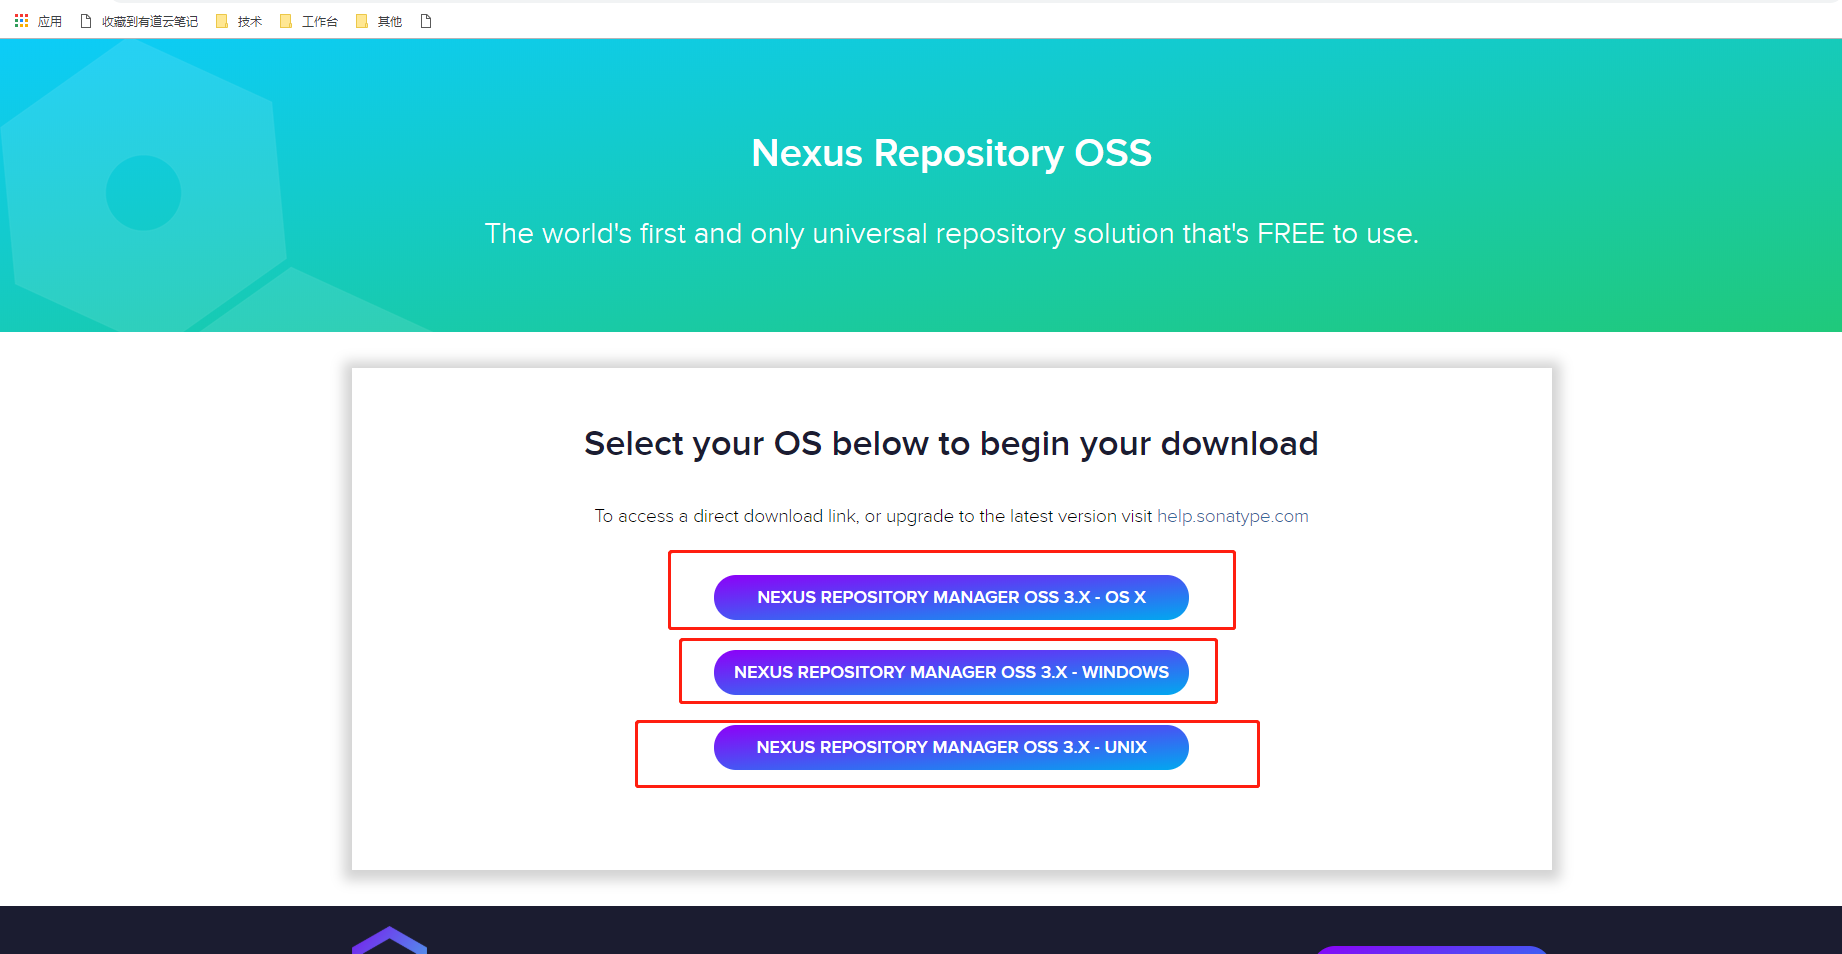 应用 收藏到有道云笔记 技术 工作台 其他
Nexus Repository OSS
The world's first and only universal repository solution that's FREE to use.
Select your OS below to begin your download
To access a direct download link, or upgrade to the latest version visit help.sonatype.com
NEXUS REPOSITORY MANAGER OSS 3.X - OS X
NEXUS REPOSITORY MANAGER OSS 3.X - WINDOWS
NEXUS REPOSITORY MANAGER OSS 3.X - UNIX